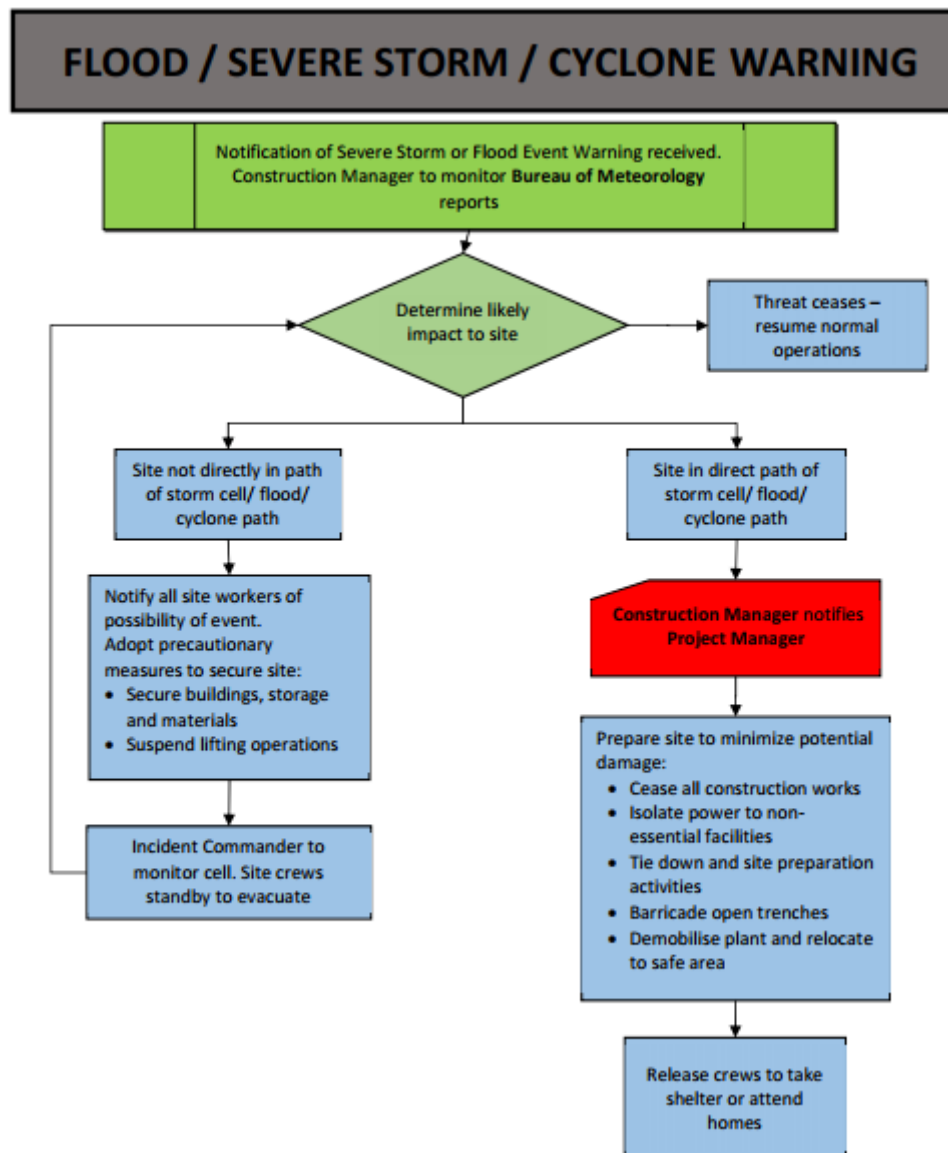 FLOOD / SEVERE STORM / CYCLONE WARNING
Notification of Severe Storm or Flood Event Warning received.
Construction Manager to monitor Bureau of Meteorology
reports
Determine likely
impact to site
Threat ceases –
resume normal
operations
Site not directly in path
of storm cell/ flood/
cyclone path
Site in direct path of
storm cell/ flood/
cyclone path
Notify all site workers of
possibility of event.
Adopt precautionary
measures to secure site:
• Secure buildings, storage
and materials
• Suspend lifting operations
Construction Manager notifies
Project Manager
Incident Commander to
monitor cell. Site crews
standby to evacuate
Prepare site to minimize potential
damage:
• Cease all construction works
• Isolate power to non-
essential facilities
• Tie down and site preparation
activities
• Barricade open trenches
• Demobilise plant and relocate
to safe area
Release crews to take
shelter or attend
homes